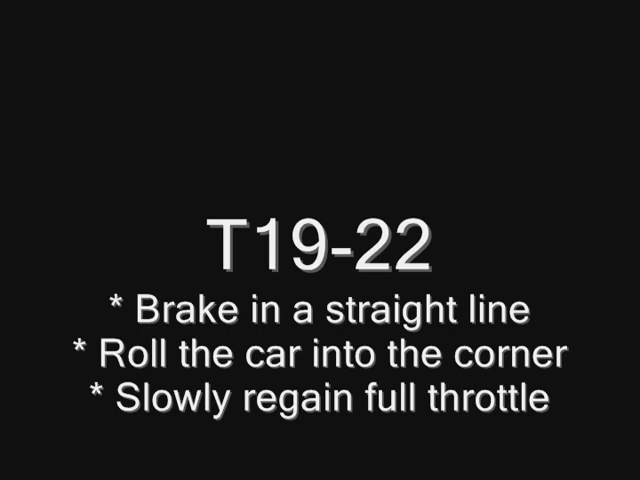 T19-22
* Brake in a straight line
* Roll the car into the corner
* Slowly regain full throttle